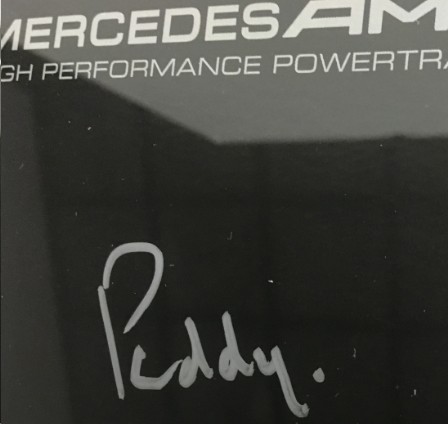 MERCEDES AM
GH PERFORMANCE POWERTRA
Paddy.